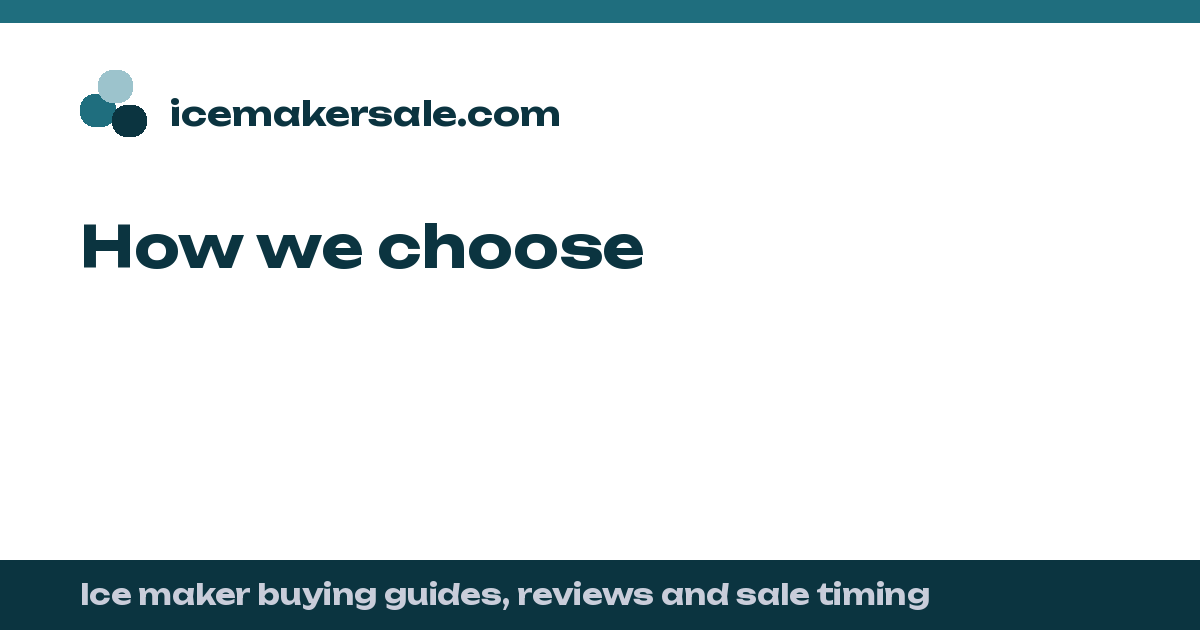 icemakersale.com
How we choose
Ice maker buying guides, reviews and sale timing